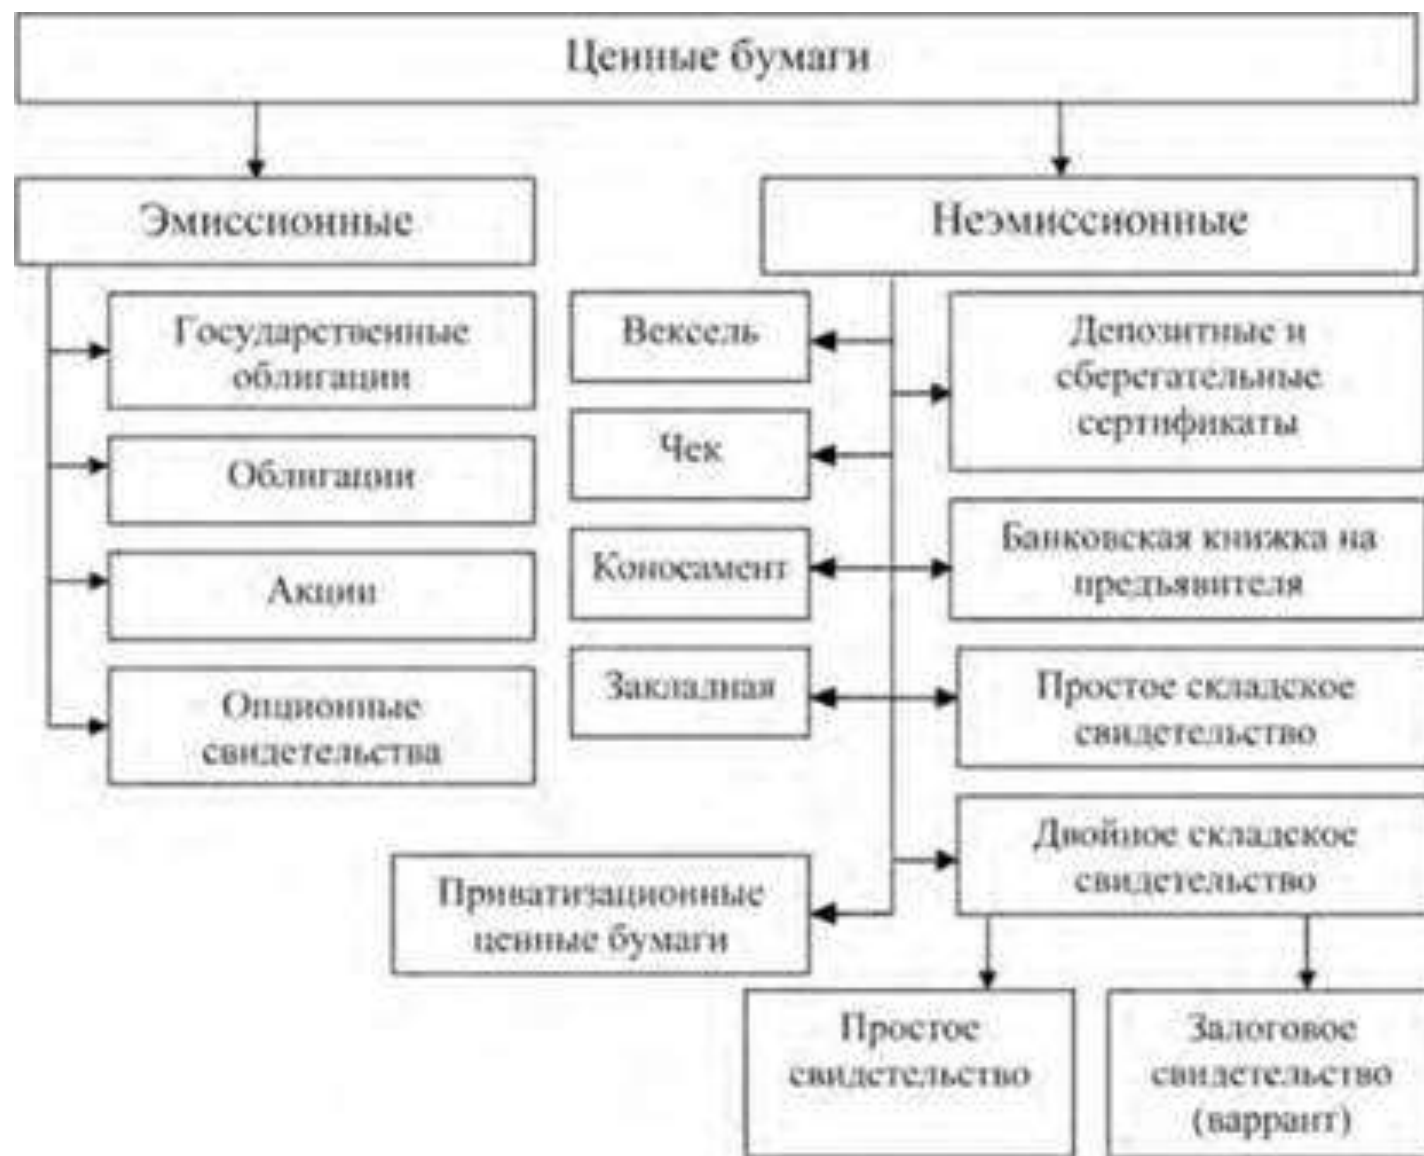 Ценные бумаги
Эмиссионные
Неэмиссионные
Государственные
облигации
Облигации
Акции
Опционные
свидетельства
Вексель
Чек
Коносамент
Закладная
Приватизационные
ценные бумаги
Депозитные и
сберегательные
сертификаты
Банковская книжка на
предъявителя
Простое складское
свидетельство
Двойное складское
свидетельство
Простое
свидетельство
Залоговое
свидетельство
(варрант)